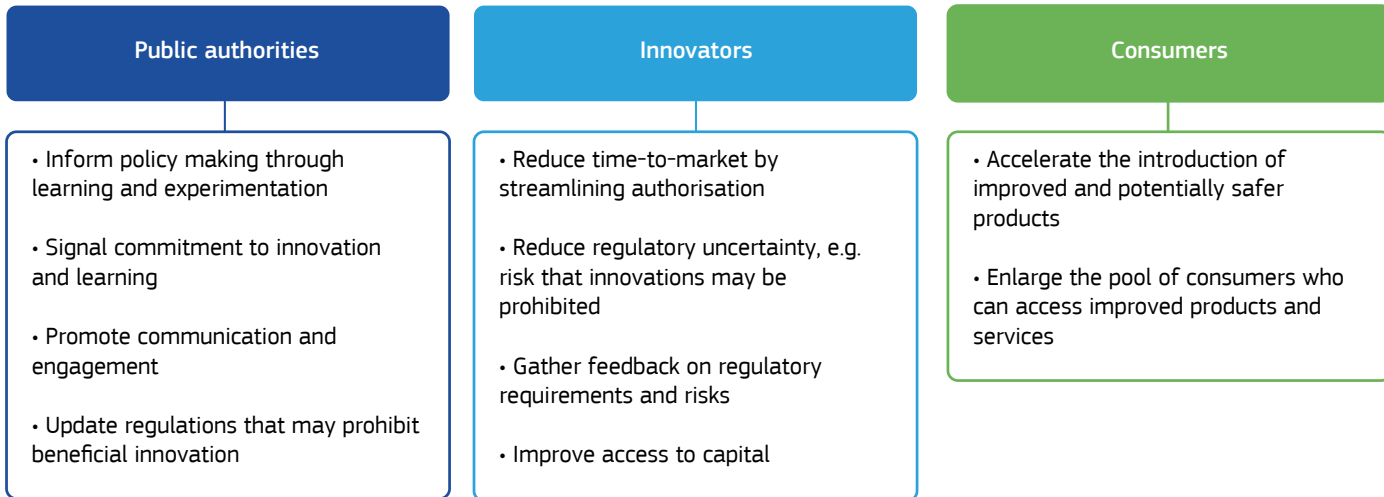 Public authorities
• Inform policy making through
learning and experimentation
• Signal commitment to innovation
and learning
• Promote communication and
engagement
• Update regulations that may prohibit
beneficial innovation
Innovators
• Reduce time-to-market by
streamlining authorisation
• Reduce regulatory uncertainty, e.g.
risk that innovations may be
prohibited
• Gather feedback on regulatory
requirements and risks
• Improve access to capital
Consumers
• Accelerate the introduction of
improved and potentially safer
products
• Enlarge the pool of consumers who
can access improved products and
services